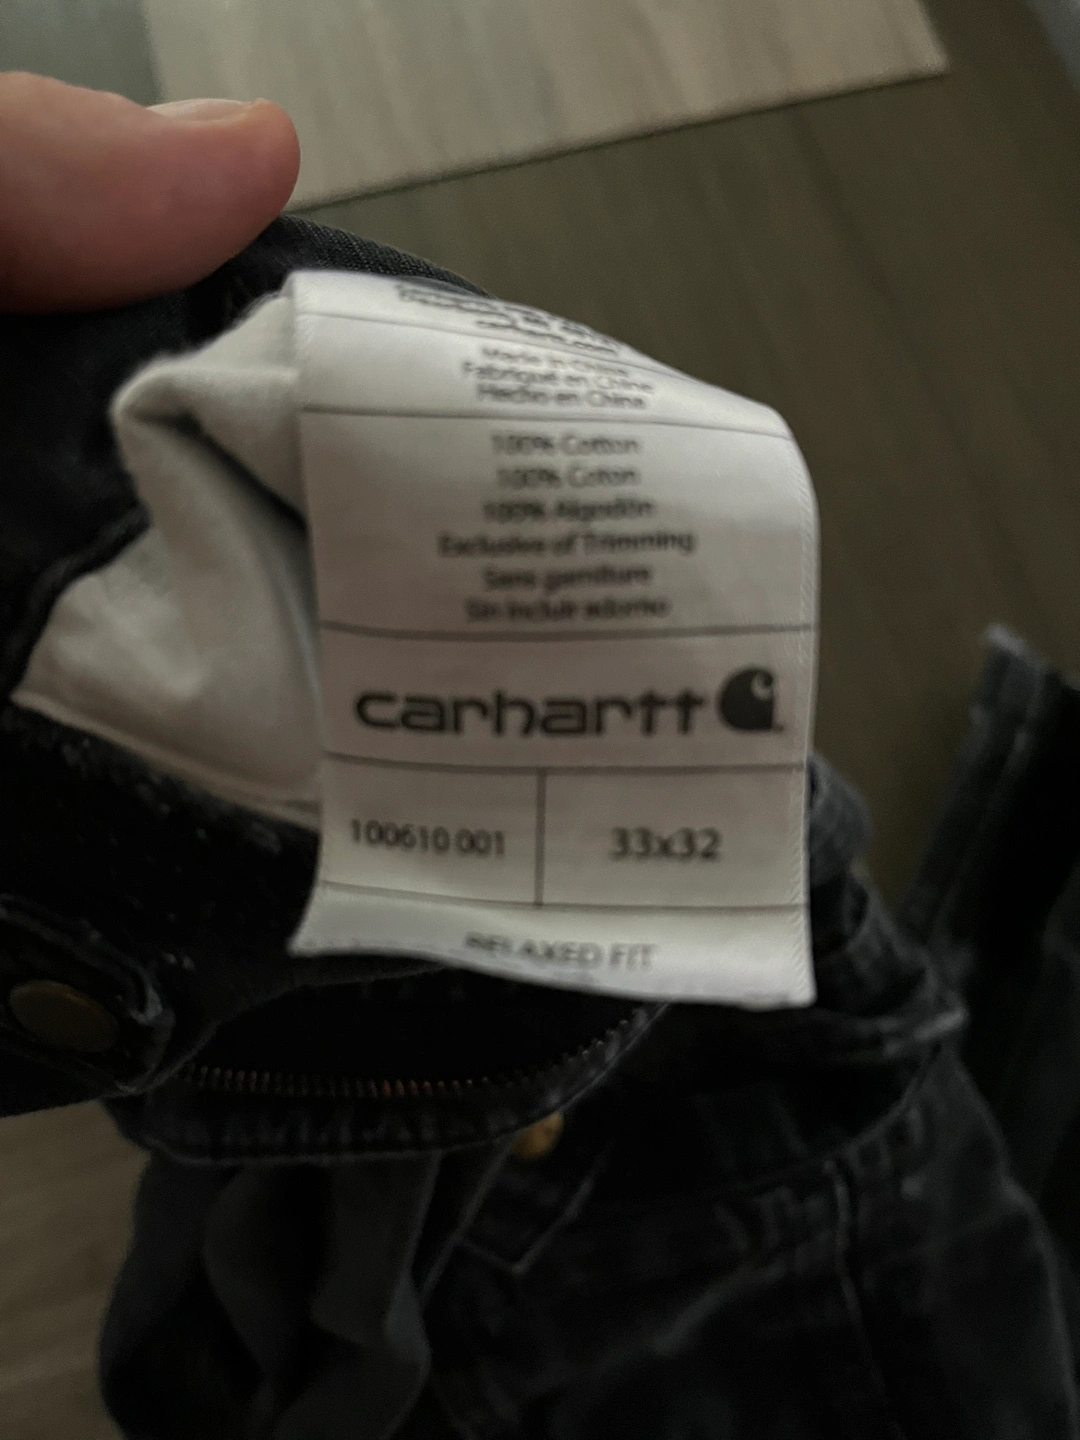 Made in China
Fabriqué en Chine
Hecho en China
100% Cotton
100% Coton
100% Algodón
Exclusive of Trimming
Sans garniture
Sin incluir adorno
carhartt
100610 001
33x32
RELAXED FIT